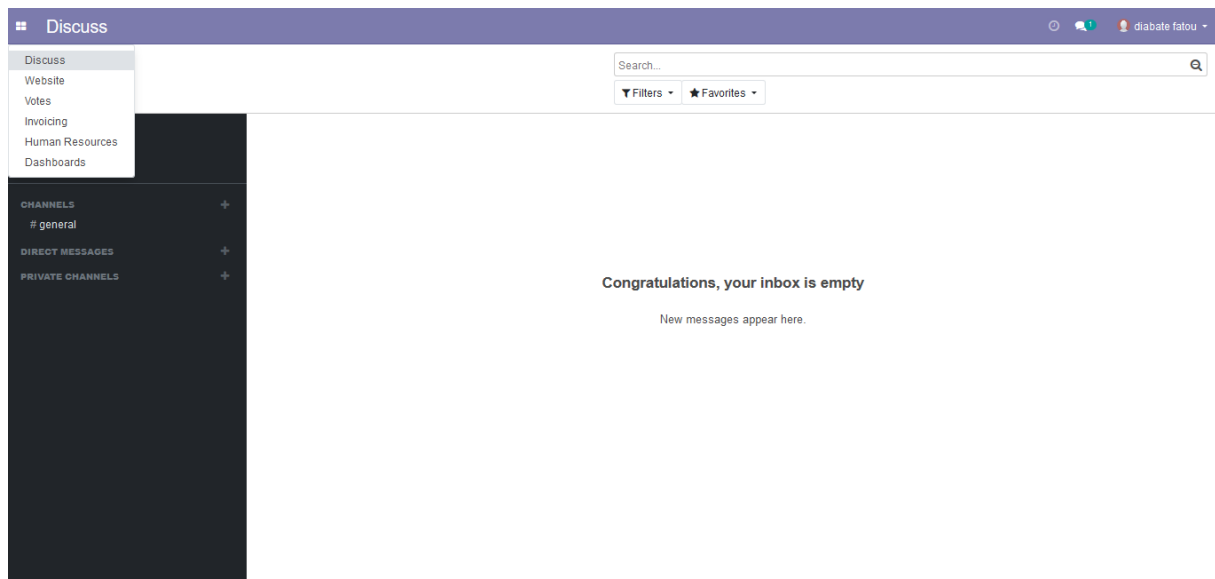 Discuss
1
diabate fatou
Discuss
Website
Votes
Invoicing
Human Resources
Dashboards
Search...
Filters
Favorites
CHANNELS
# general
DIRECT MESSAGES
PRIVATE CHANNELS
Congratulations, your inbox is empty
New messages appear here.